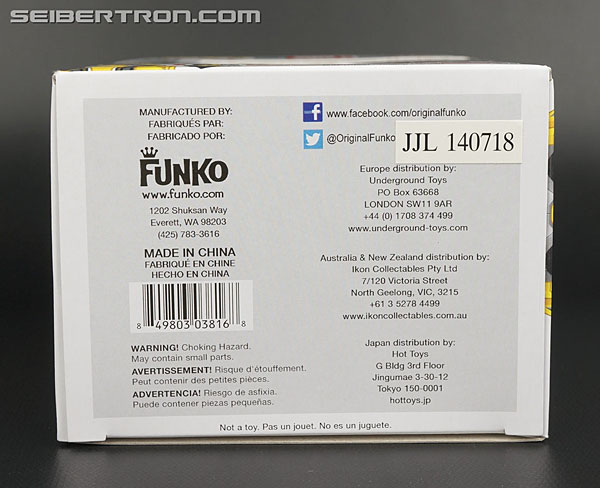 SEIBERTRON.COM
MANUFACTURED BY:
FABRIQUÉS PAR:
FABRICADO POR:
FUNKO
www.funko.com
1202 Shuksan Way
Everett, WA 98203
(425) 783-3616
MADE IN CHINA
FABRIQUÉ EN CHINE
HECHO EN CHINA
8 49803 03816 8
WARNING! Choking Hazard.
May contain small parts.
AVERTISSEMENT! Risque d'étouffement.
Peut contenir des petites pièces.
ADVERTENCIA! Riesgo de asfixia.
Puede contener piezas pequeñas.
www.facebook.com/originalfunko
@OriginalFunko
JJL 140718
Europe distribution by:
Underground Toys
PO Box 63668
LONDON SW11 9AR
+44 (0) 1708 374 499
www.underground-toys.com
Australia & New Zealand distribution by:
Ikon Collectables Pty Ltd
7/120 Victoria Street
North Geelong, VIC, 3215
+61 3 5278 4499
www.ikoncollectables.com.au
Japan distribution by:
Hot Toys
G Bldg 3rd Floor
Jingumae 3-30-12
Tokyo 150-0001
hottoys.jp
Not a toy. Pas un jouet. No es un juguete.